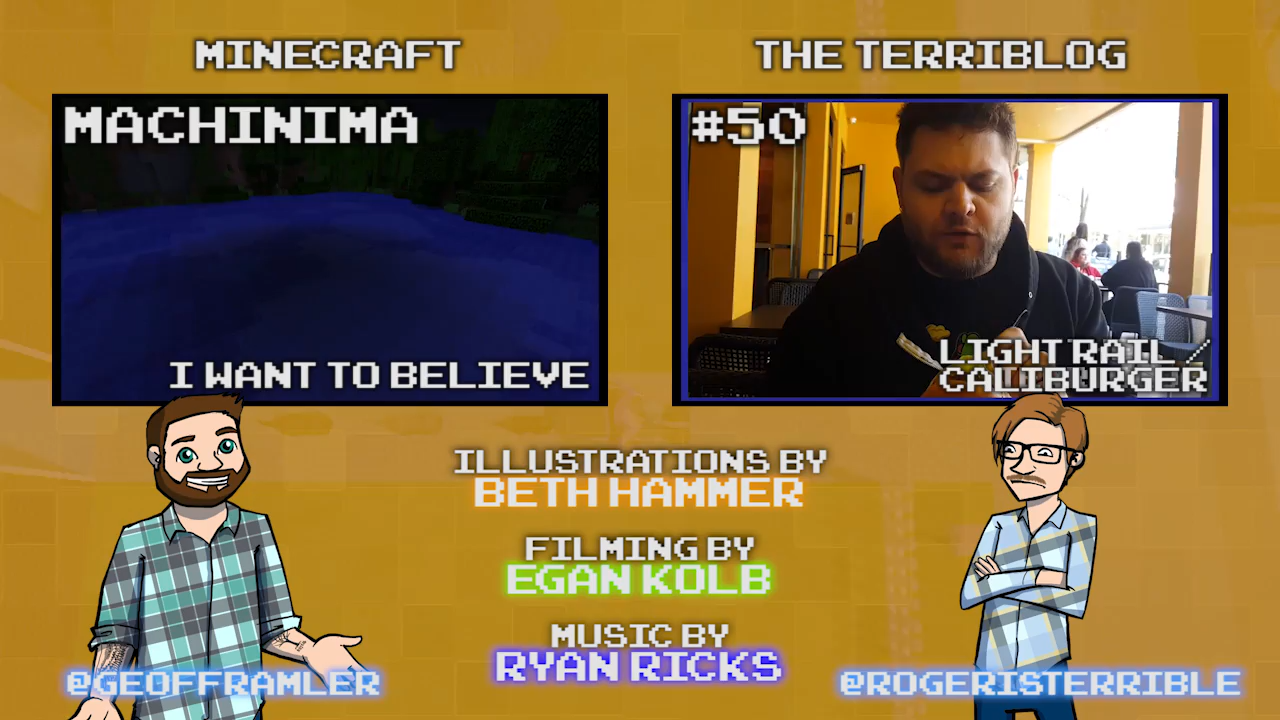 MINECRAFT
THE TERRIBLOG
MACHINIMA
I WANT TO BELIEVE
#50
LIGHT RAIL /
CALIBURGER
ILLUSTRATIONS BY
BETH HAMMER
FILMING BY
EGAN KOLB
MUSIC BY
RYAN RICKS
@GEOFFRAMLER
@ROGERISTERRIBLE